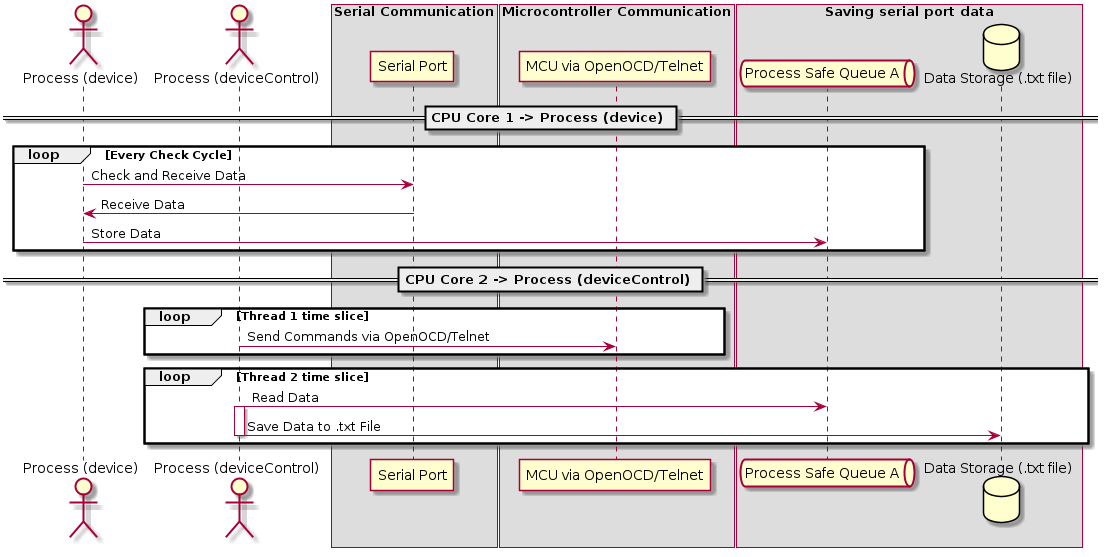 Serial Communication
Microcontroller Communication
Saving serial port data
Process (device)
Process (deviceControl)
Serial Port
MCU via OpenOCD/Telnet
Process Safe Queue A
Data Storage (.txt file)
CPU Core 1 -> Process (device)
loop [Every Check Cycle]
Check and Receive Data
Receive Data
Store Data
CPU Core 2 -> Process (deviceControl)
loop [Thread 1 time slice]
Send Commands via OpenOCD/Telnet
loop [Thread 2 time slice]
Read Data
Save Data to .txt File
Process (device)
Process (deviceControl)
Serial Port
MCU via OpenOCD/Telnet
Process Safe Queue A
Data Storage (.txt file)